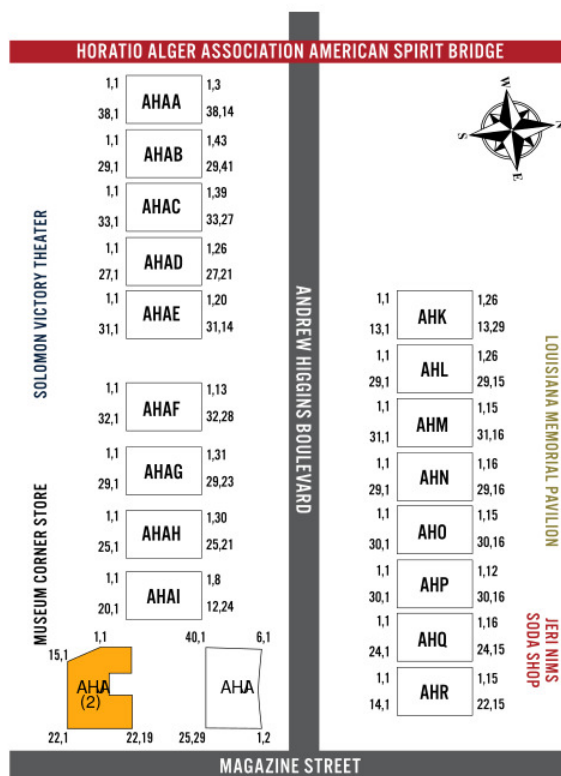 HORATIO ALGER ASSOCIATION AMERICAN SPIRIT BRIDGE
W
N
S
E
1,1 AHAA 1,3
38,1 38,14
1,1 AHAB 1,43
29,1 29,41
1,1 AHAC 1,39
33,1 33,27
1,1 AHAD 1,26
27,1 27,21
1,1 AHAE 1,20
31,1 31,14
1,1 AHAF 1,13
32,1 32,28
1,1 AHAG 1,31
29,1 29,23
1,1 AHAH 1,30
25,1 25,21
1,1 AHAI 1,8
20,1 12,24
1,1
15,1
AHA
(2)
22,1 22,19
40,1 6,1
AHA
25,29 1,2
SOLOMON VICTORY THEATER
MUSEUM CORNER STORE
ANDREW HIGGINS BOULEVARD
1,1 AHK 1,26
13,1 13,29
1,1 AHL 1,26
29,1 29,15
1,1 AHM 1,15
31,1 31,16
1,1 AHN 1,16
29,1 29,16
1,1 AHO 1,15
30,1 30,16
1,1 AHP 1,12
30,1 30,16
1,1 AHQ 1,16
24,1 24,15
1,1 AHR 1,15
14,1 22,15
LOUISIANA MEMORIAL PAVILION
JERI NIMS
SODA SHOP
MAGAZINE STREET